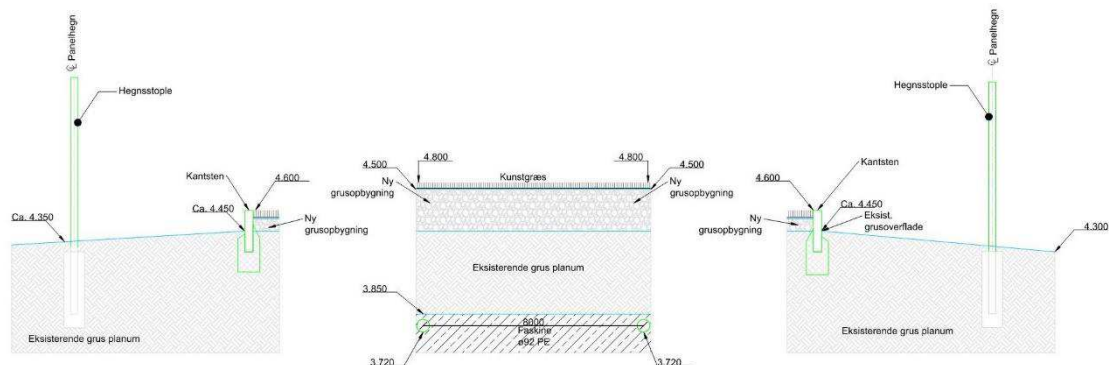 ℄ Panelhegn
Hegnsstople
Kantsten
4.600
Ca. 4.450
Ca. 4.350
Ny
grusopbygning
Eksisterende grus planum
4.800
4.800
4.500
4.500
Kunstgræs
Ny
grusopbygning
Ny
grusopbygning
Eksisterende grus planum
3.850
8000
Faskine
ø92 PE
3.720
3.720
℄ Panelhegn
Hegnsstople
Kantsten
4.600
Ca. 4.450
Eksist.
grusoverflade
Ny
grusopbygning
4.300
Eksisterende grus planum